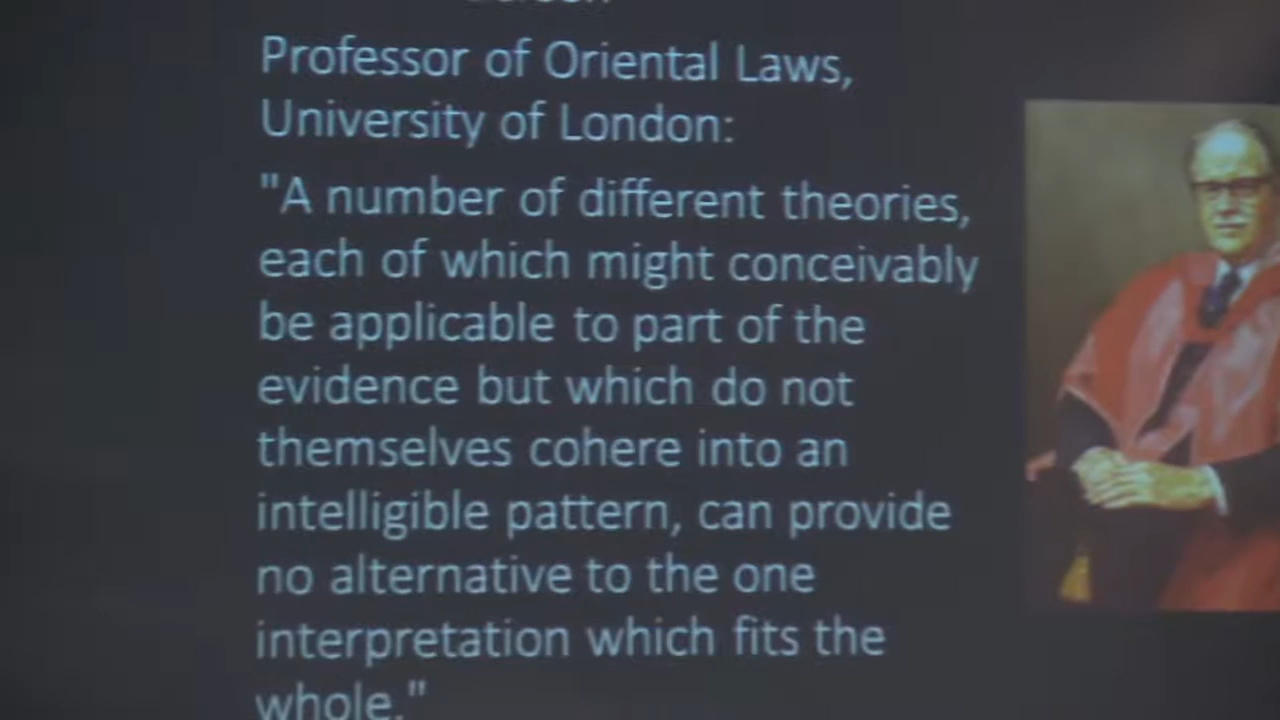 Professor of Oriental Laws,
University of London:
"A number of different theories,
each of which might conceivably
be applicable to part of the
evidence but which do not
themselves cohere into an
intelligible pattern, can provide
no alternative to the one
interpretation which fits the
whole."